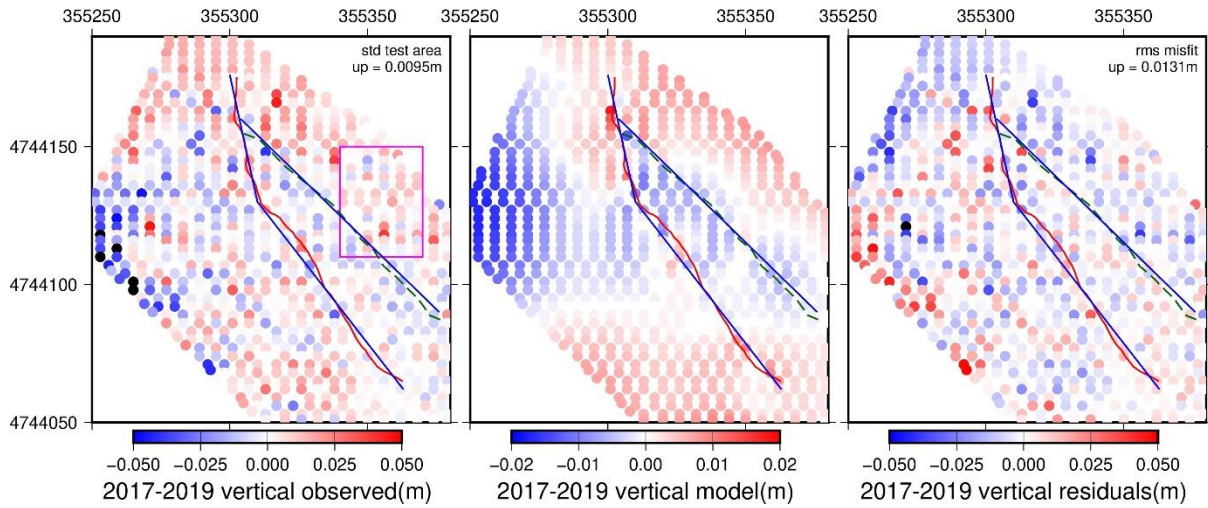 355250 355300 355350 355250 355300 355350 355250 355300 355350
std test area
up = 0.0095m
rms misfit
up = 0.0131m
4744150
4744100
4744050
−0.050 −0.025 0.000 0.025 0.050
−0.02 −0.01 0.00 0.01 0.02
−0.050 −0.025 0.000 0.025 0.050
2017-2019 vertical observed(m)
2017-2019 vertical model(m)
2017-2019 vertical residuals(m)